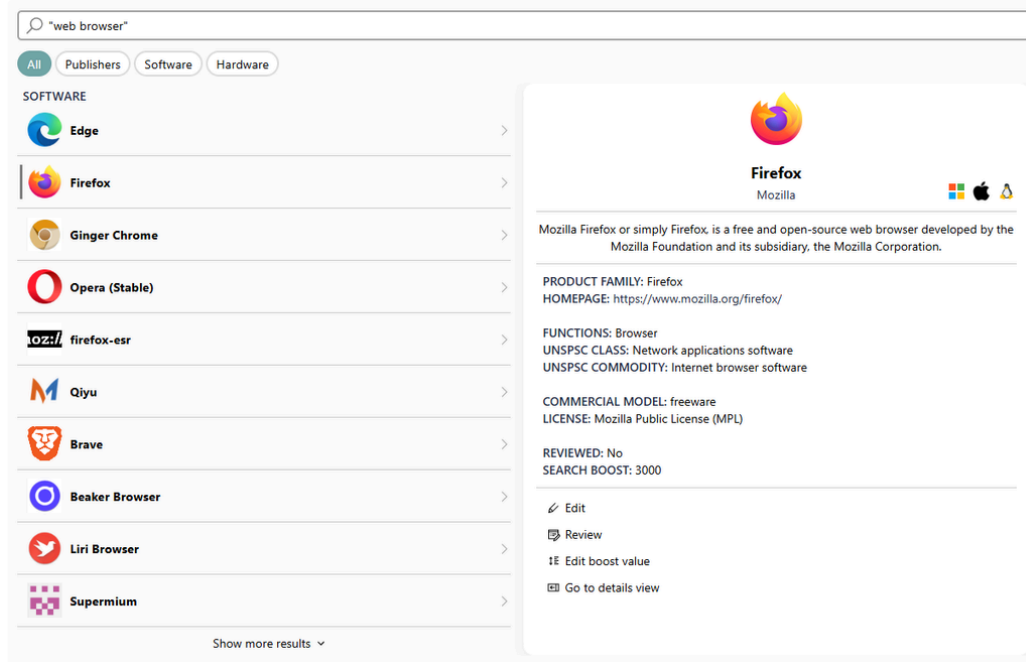 "web browser"
All Publishers Software Hardware
SOFTWARE
Edge
Firefox
Ginger Chrome
Opera (Stable)
moz://
firefox-esr
Qiyu
Brave
Beaker Browser
Liri Browser
Supermium
Show more results
Firefox
Mozilla
Mozilla Firefox or simply Firefox, is a free and open-source web browser developed by the
Mozilla Foundation and its subsidiary, the Mozilla Corporation.
PRODUCT FAMILY: Firefox
HOMEPAGE: https://www.mozilla.org/firefox/
FUNCTIONS: Browser
UNSPSC CLASS: Network applications software
UNSPSC COMMODITY: Internet browser software
COMMERCIAL MODEL: freeware
LICENSE: Mozilla Public License (MPL)
REVIEWED: No
SEARCH BOOST: 3000
Edit
Review
Edit boost value
Go to details view